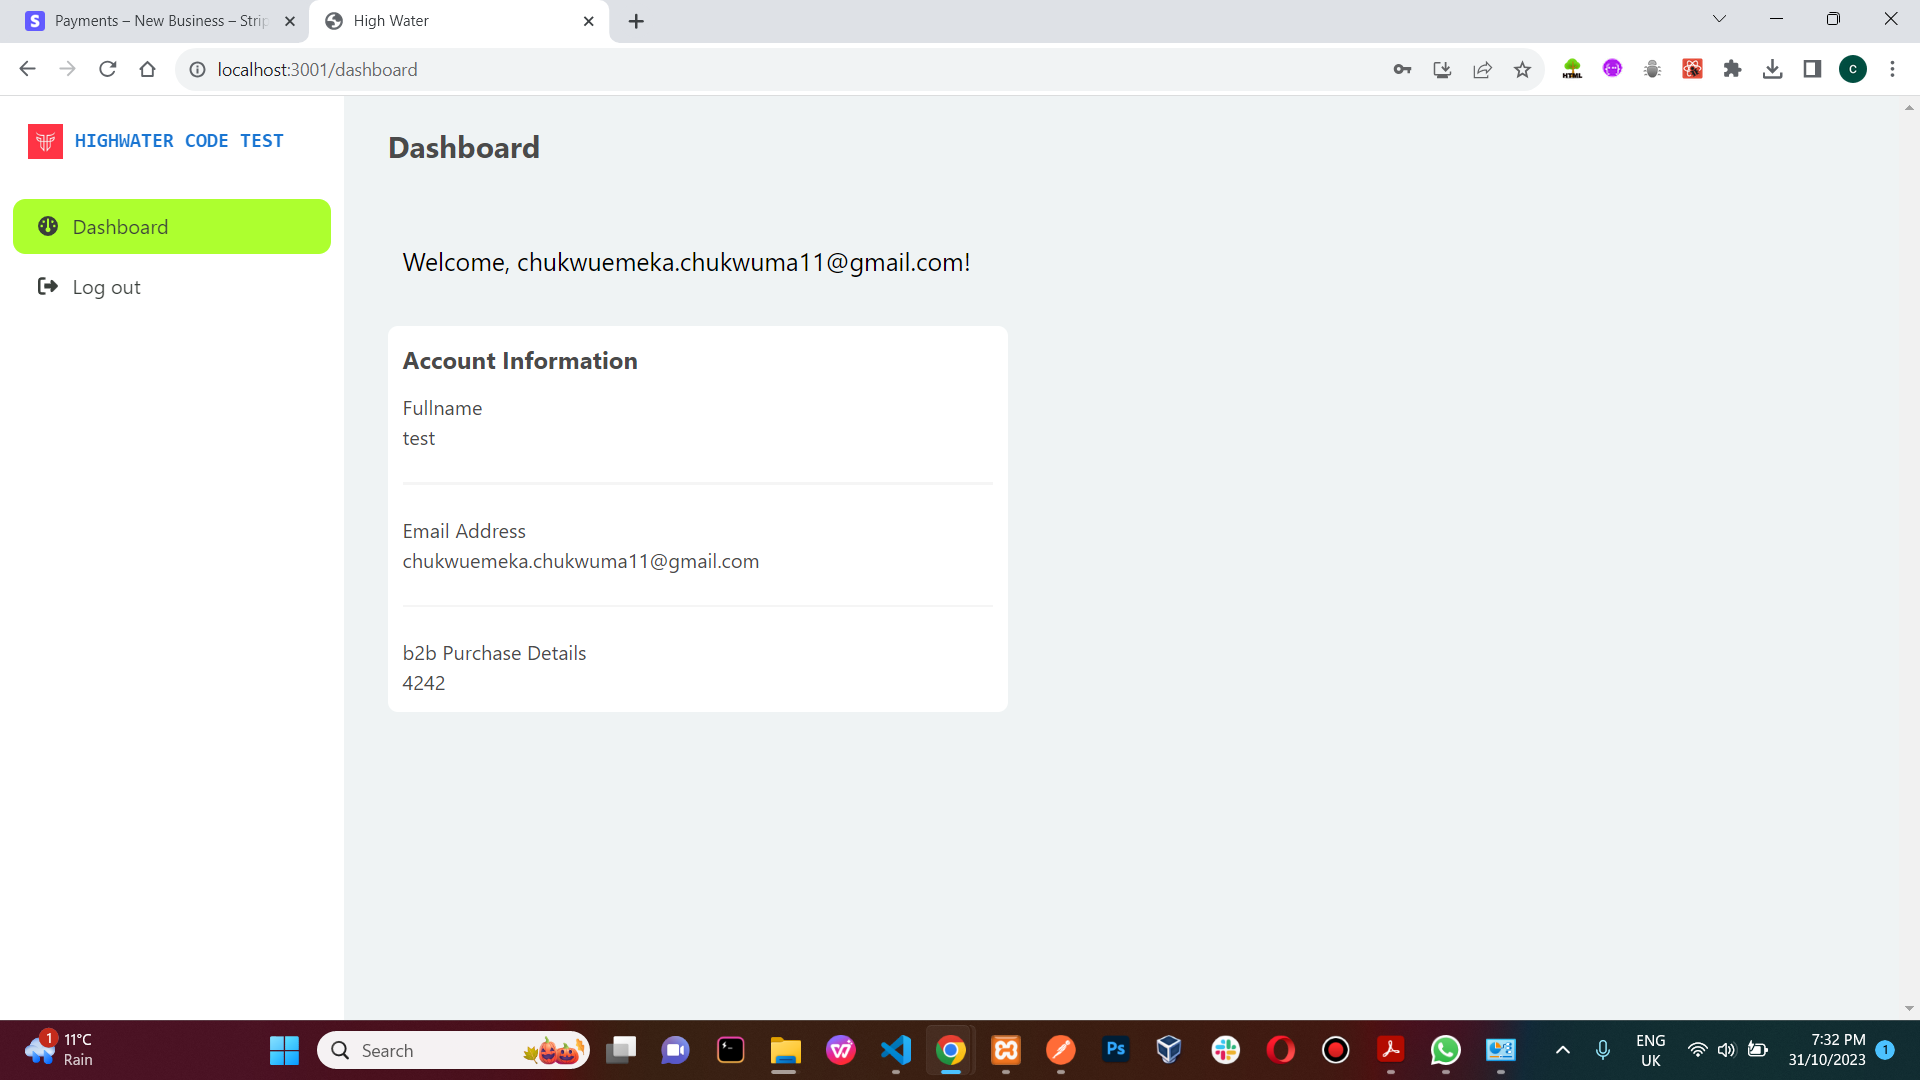 Payments – New Business – Strip
High Water
localhost:3001/dashboard
HTML
C
HIGHWATER CODE TEST
Dashboard
Log out
Dashboard
Welcome, chukwuemeka.chukwuma11@gmail.com!
Account Information
Fullname
test
Email Address
chukwuemeka.chukwuma11@gmail.com
b2b Purchase Details
4242
1
11°C
Rain
Search
Ps
ENG
UK
7:32 PM
31/10/2023
1